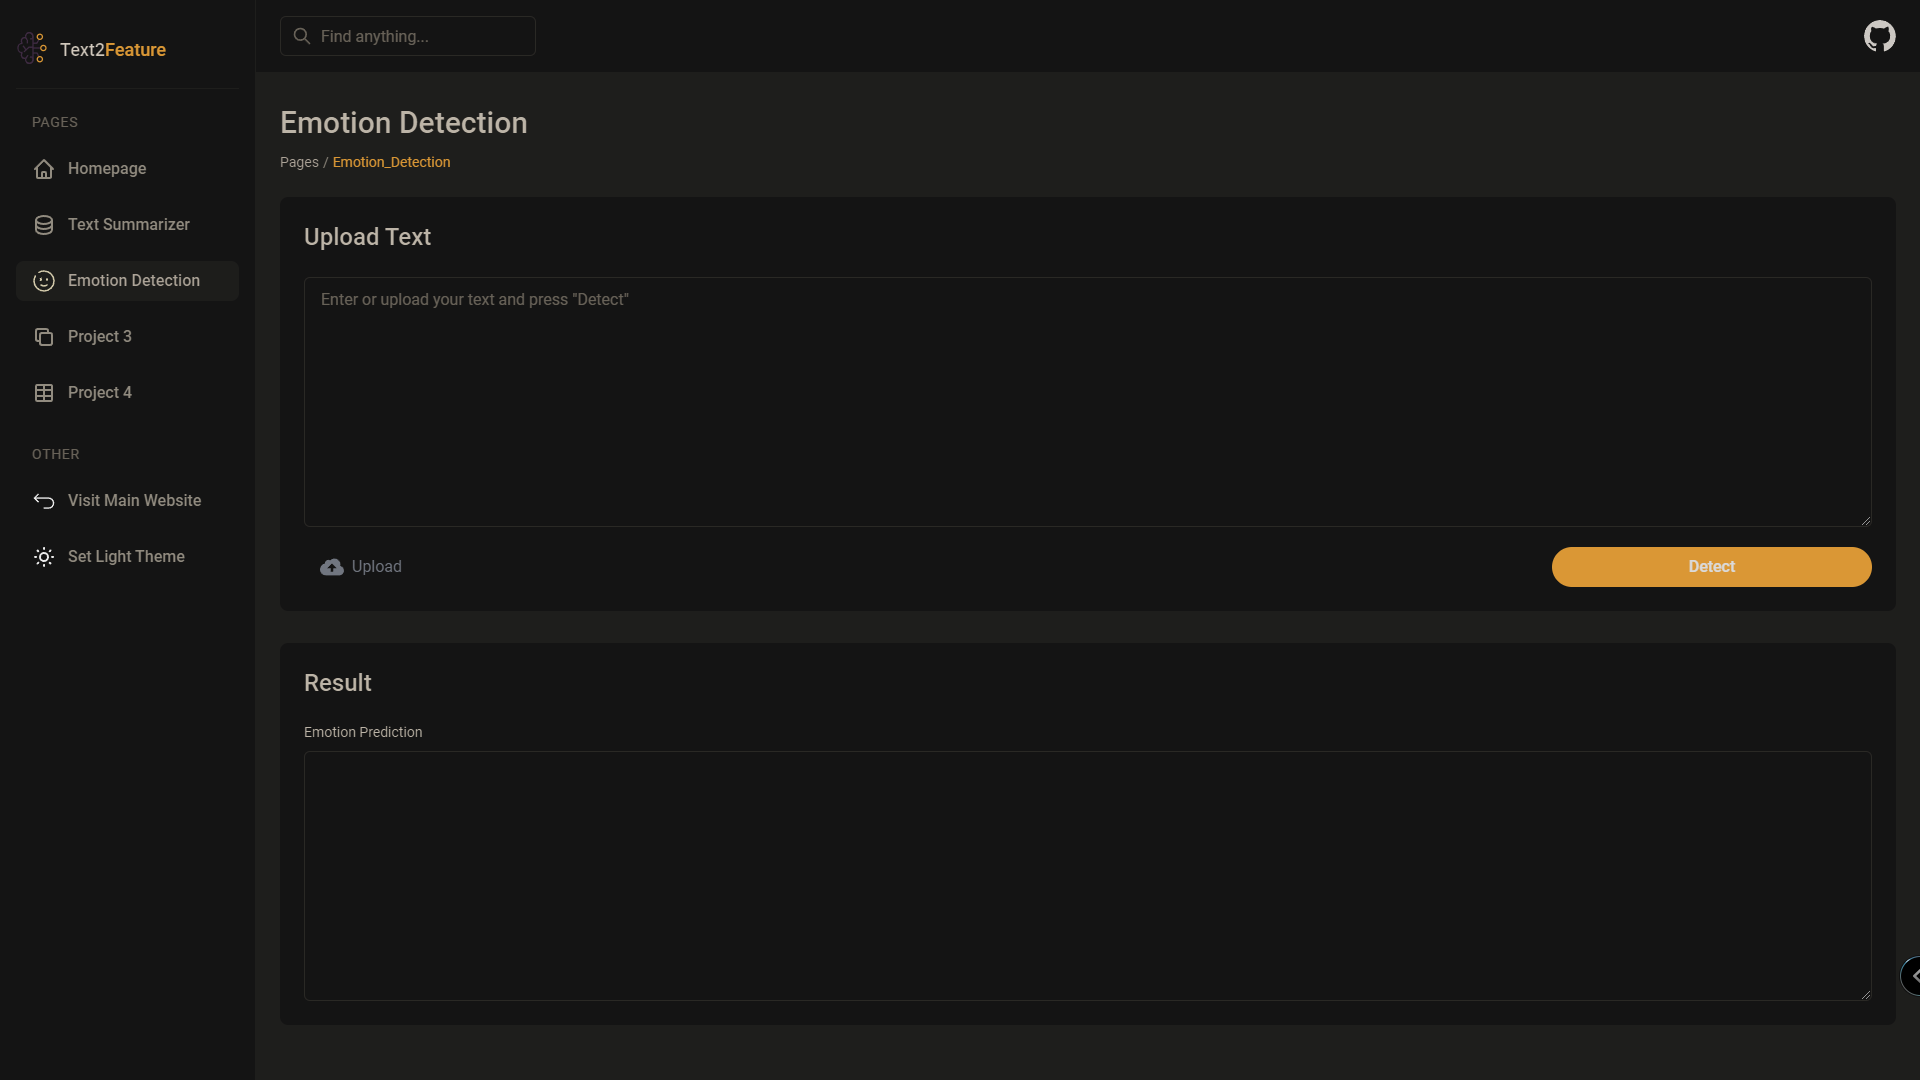 Text2Feature
PAGES
Homepage
Text Summarizer
Emotion Detection
Project 3
Project 4
OTHER
Visit Main Website
Set Light Theme
Find anything...
Emotion Detection
Pages / Emotion_Detection
Upload Text
Enter or upload your text and press "Detect"
Upload
Detect
Result
Emotion Prediction